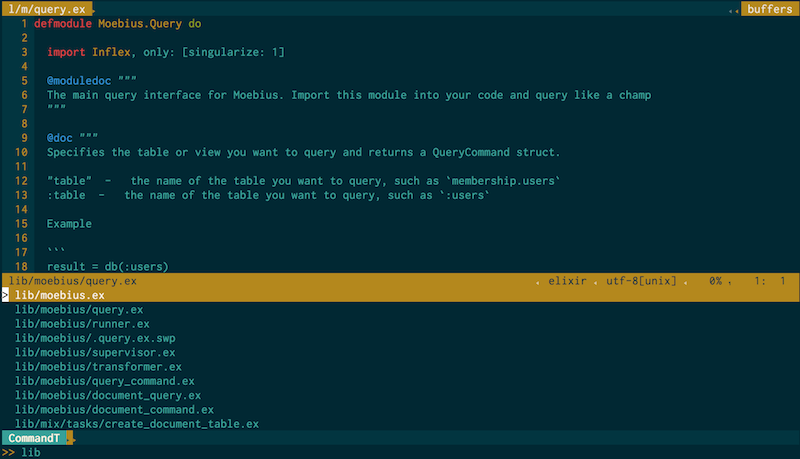 l/m/query.ex buffers
1 defmodule Moebius.Query do
2
3 import Inflex, only: [singularize: 1]
4
5 @moduledoc """
6 The main query interface for Moebius. Import this module into your code and query like a champ
7 """
8
9 @doc """
10 Specifies the table or view you want to query and returns a QueryCommand struct.
11
12 "table" - the name of the table you want to query, such as `membership.users`
13 :table - the name of the table you want to query, such as `:users`
14
15 Example
16
17 ```
18 result = db(:users)
lib/moebius/query.ex elixir utf-8[unix] 0% 1: 1
> lib/moebius.ex
lib/moebius/query.ex
lib/moebius/runner.ex
lib/moebius/.query.ex.swp
lib/moebius/supervisor.ex
lib/moebius/transformer.ex
lib/moebius/query_command.ex
lib/moebius/document_query.ex
lib/moebius/document_command.ex
lib/mix/tasks/create_document_table.ex
CommandT
>> lib